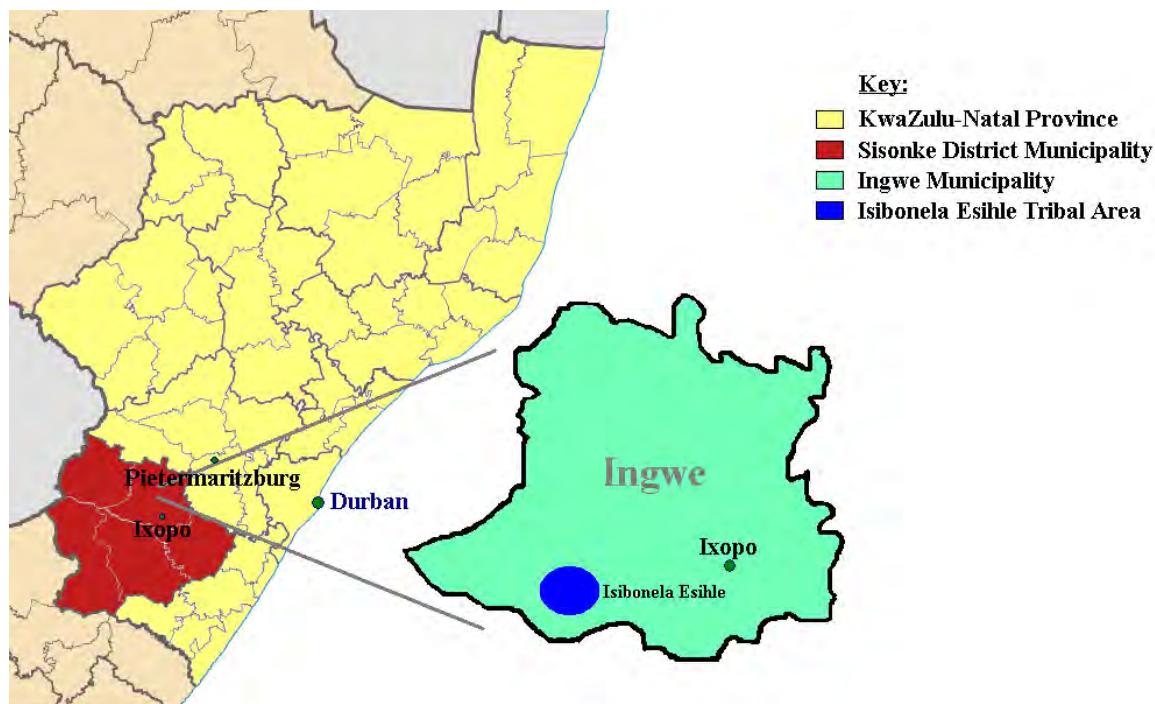 Key:
KwaZulu-Natal Province
Sisonke District Municipality
Ingwe Municipality
Isibonela Esihle Tribal Area
Pietermaritzburg
Durban
Ixopo
Ingwe
Ixopo
Isibonela Esihle